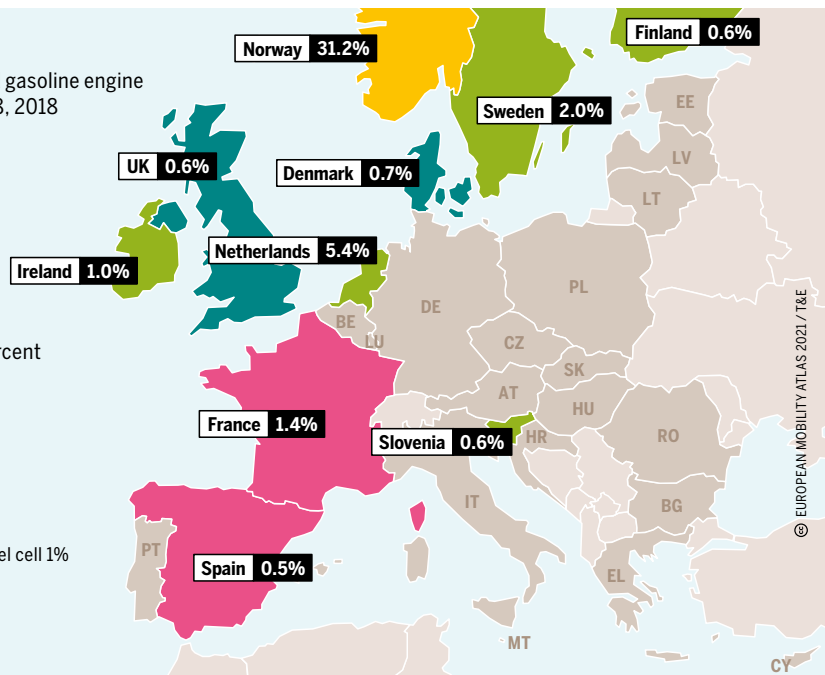 Norway 31.2%
Finland 0.6%
gasoline engine
, 2018
Sweden 2.0%
EE
LV
LT
UK 0.6%
Denmark 0.7%
Netherlands 5.4%
Ireland 1.0%
BE
LU
DE
PL
CZ
SK
AT
HU
rcent
France 1.4%
Slovenia 0.6%
HR
RO
IT
BG
PT
el cell 1%
Spain 0.5%
EL
MT
CY
cc EUROPEAN MOBILITY ATLAS 2021 / T&E